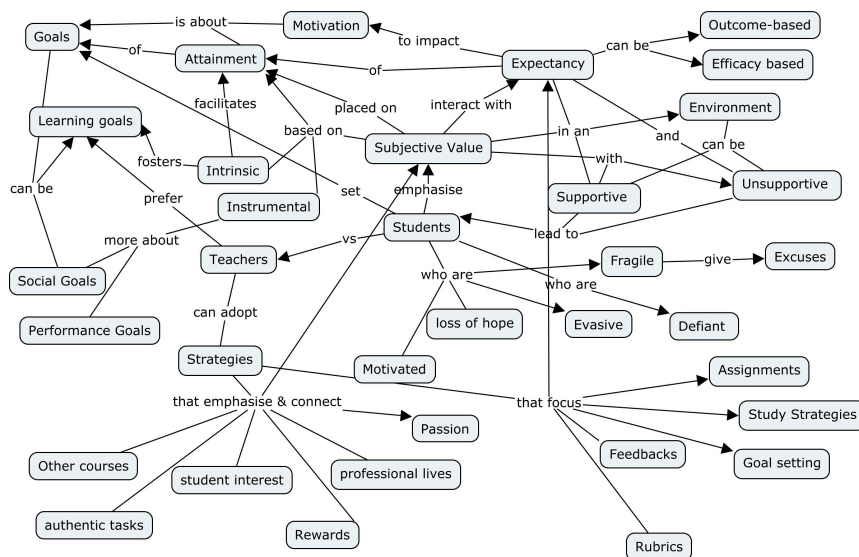 Outcome-based
is about
Motivation
Goals
to impact
can be
of
Attainment
of
Expectancy
Efficacy based
facilitates
placed on
interact with
Environment
Learning goals
based on
in an
and
can be
Subjective Value
with
fosters
Intrinsic
emphasise
Supportive
Unsupportive
can be
prefer
set
Instrumental
Students
lead to
more about
vs
Teachers
who are
Fragile
give
Excuses
Social Goals
who are
can adopt
loss of hope
Evasive
Defiant
Performance Goals
Strategies
Motivated
Assignments
that emphasise & connect
that focus
Passion
Study Strategies
Other courses
student interest
professional lives
Feedbacks
Goal setting
authentic tasks
Rewards
Rubrics